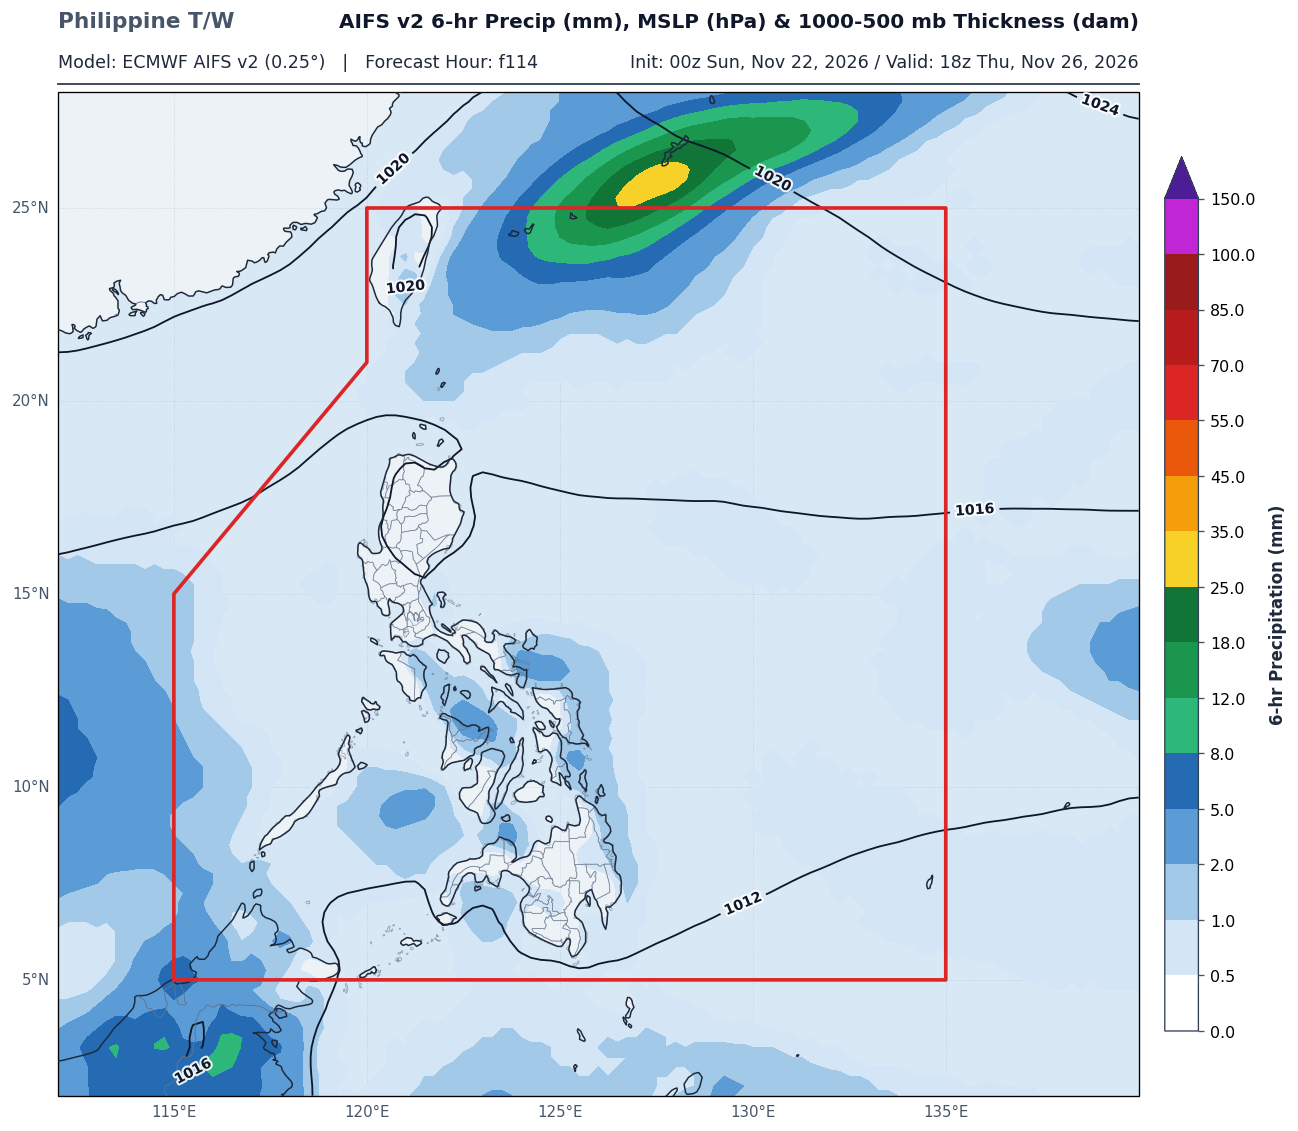 Philippine T/W
AIFS v2 6-hr Precip (mm), MSLP (hPa) & 1000-500 mb Thickness (dam)
Model: ECMWF AIFS v2 (0.25°)   |   Forecast Hour: f114
Init: 00z Sun, Nov 22, 2026 / Valid: 18z Thu, Nov 26, 2026
1024
1020
1020
1020
1016
1012
1016
25°N
20°N
15°N
10°N
5°N
115°E
120°E
125°E
130°E
135°E
150.0
100.0
85.0
70.0
55.0
45.0
35.0
25.0
18.0
12.0
8.0
5.0
2.0
1.0
0.5
0.0
6-hr Precipitation (mm)